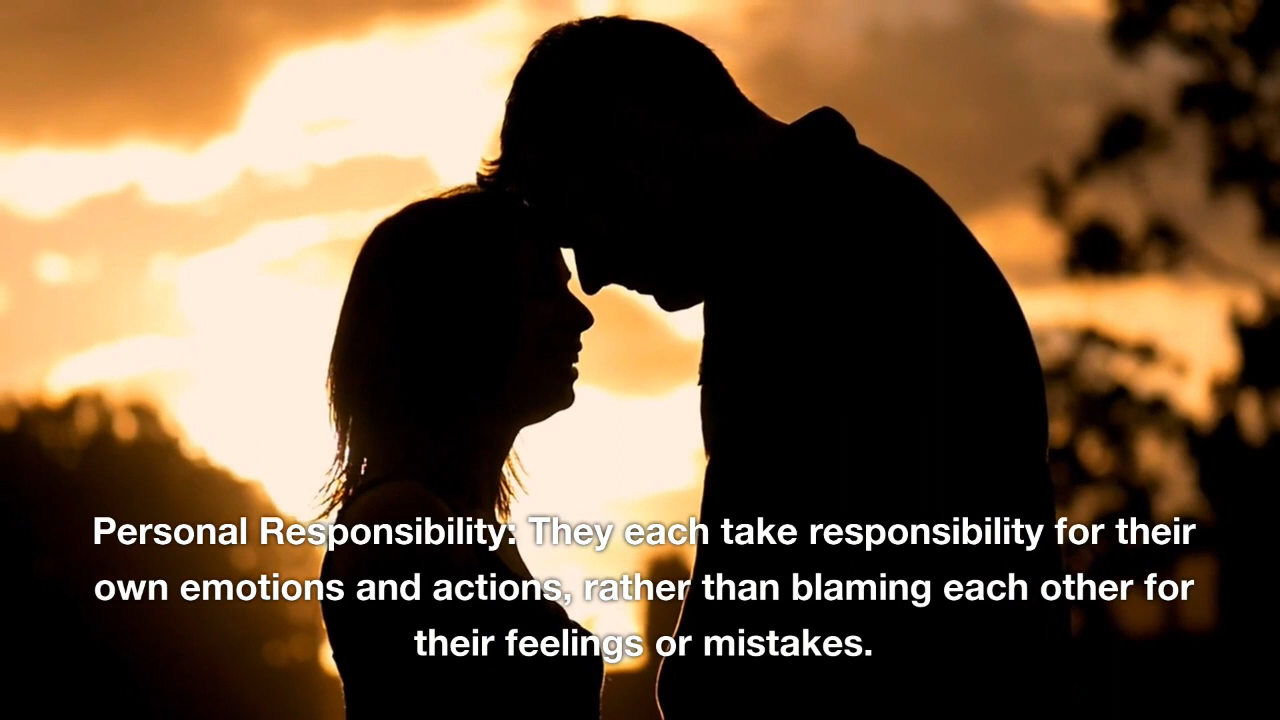 Personal Responsibility: They each take responsibility for their
own emotions and actions, rather than blaming each other for
their feelings or mistakes.